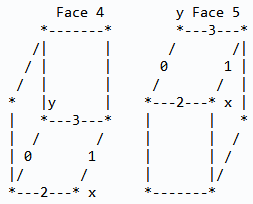 Face 4 y Face 5
*-------* *---3---*
/| | / /|
/ | | 0 1 |
/ | | / / |
* |y | *---2---* x |
| *---3---* | | *
| / / | | /
| 0 1 | | /
|/ / | |/
*---2---* x *-------*